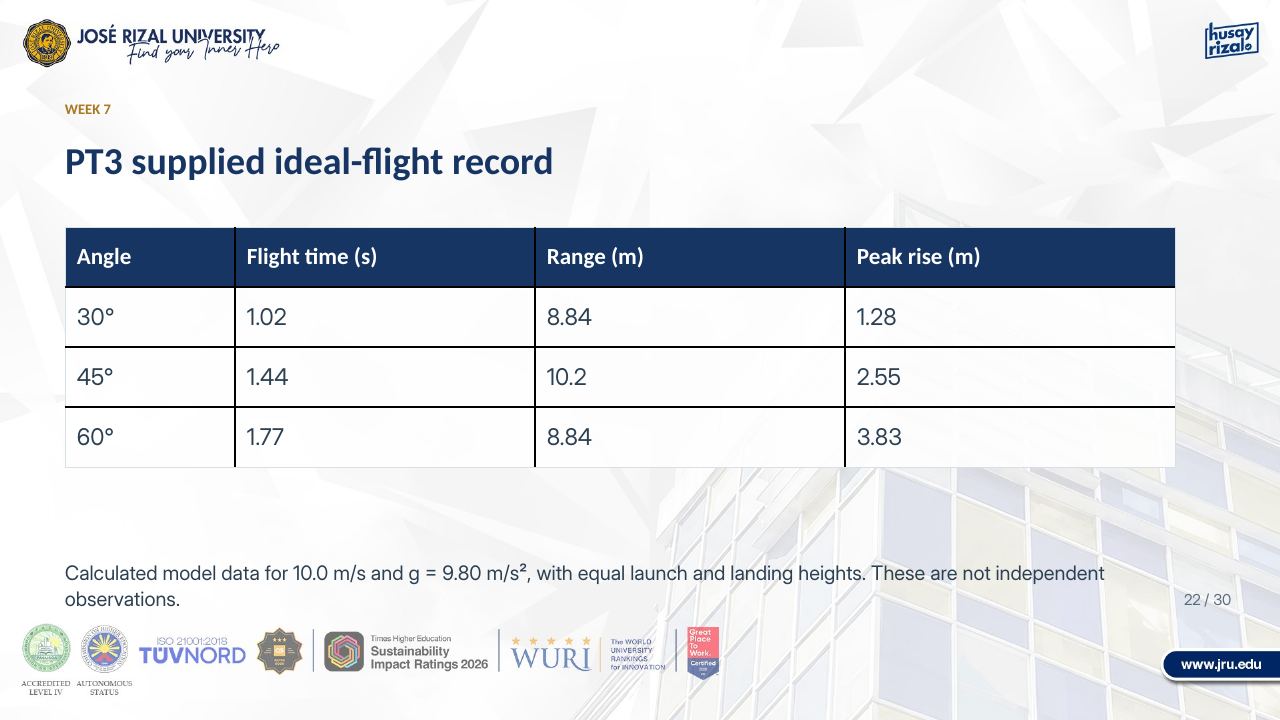 JOSÉ RIZAL UNIVERSITY
Find your Inner Hero
husay
rizal
WEEK 7
PT3 supplied ideal-flight record
Angle Flight time (s) Range (m) Peak rise (m)
30° 1.02 8.84 1.28
45° 1.44 10.2 2.55
60° 1.77 8.84 3.83
Calculated model data for 10.0 m/s and g = 9.80 m/s², with equal launch and landing heights. These are not independent
observations.
22 / 30
ACCREDITED
LEVEL IV
AUTONOMOUS
STATUS
ISO 21001:2018
TÜVNORD
Times Higher Education
Sustainability
Impact Ratings 2026
WURI
The WORLD
UNIVERSITY
RANKINGS
for INNOVATION
Great
Place
To
Work.
Certified
www.jru.edu